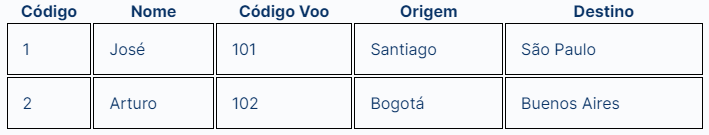 Código Nome Código Voo Origem Destino
1 José 101 Santiago São Paulo
2 Arturo 102 Bogotá Buenos Aires